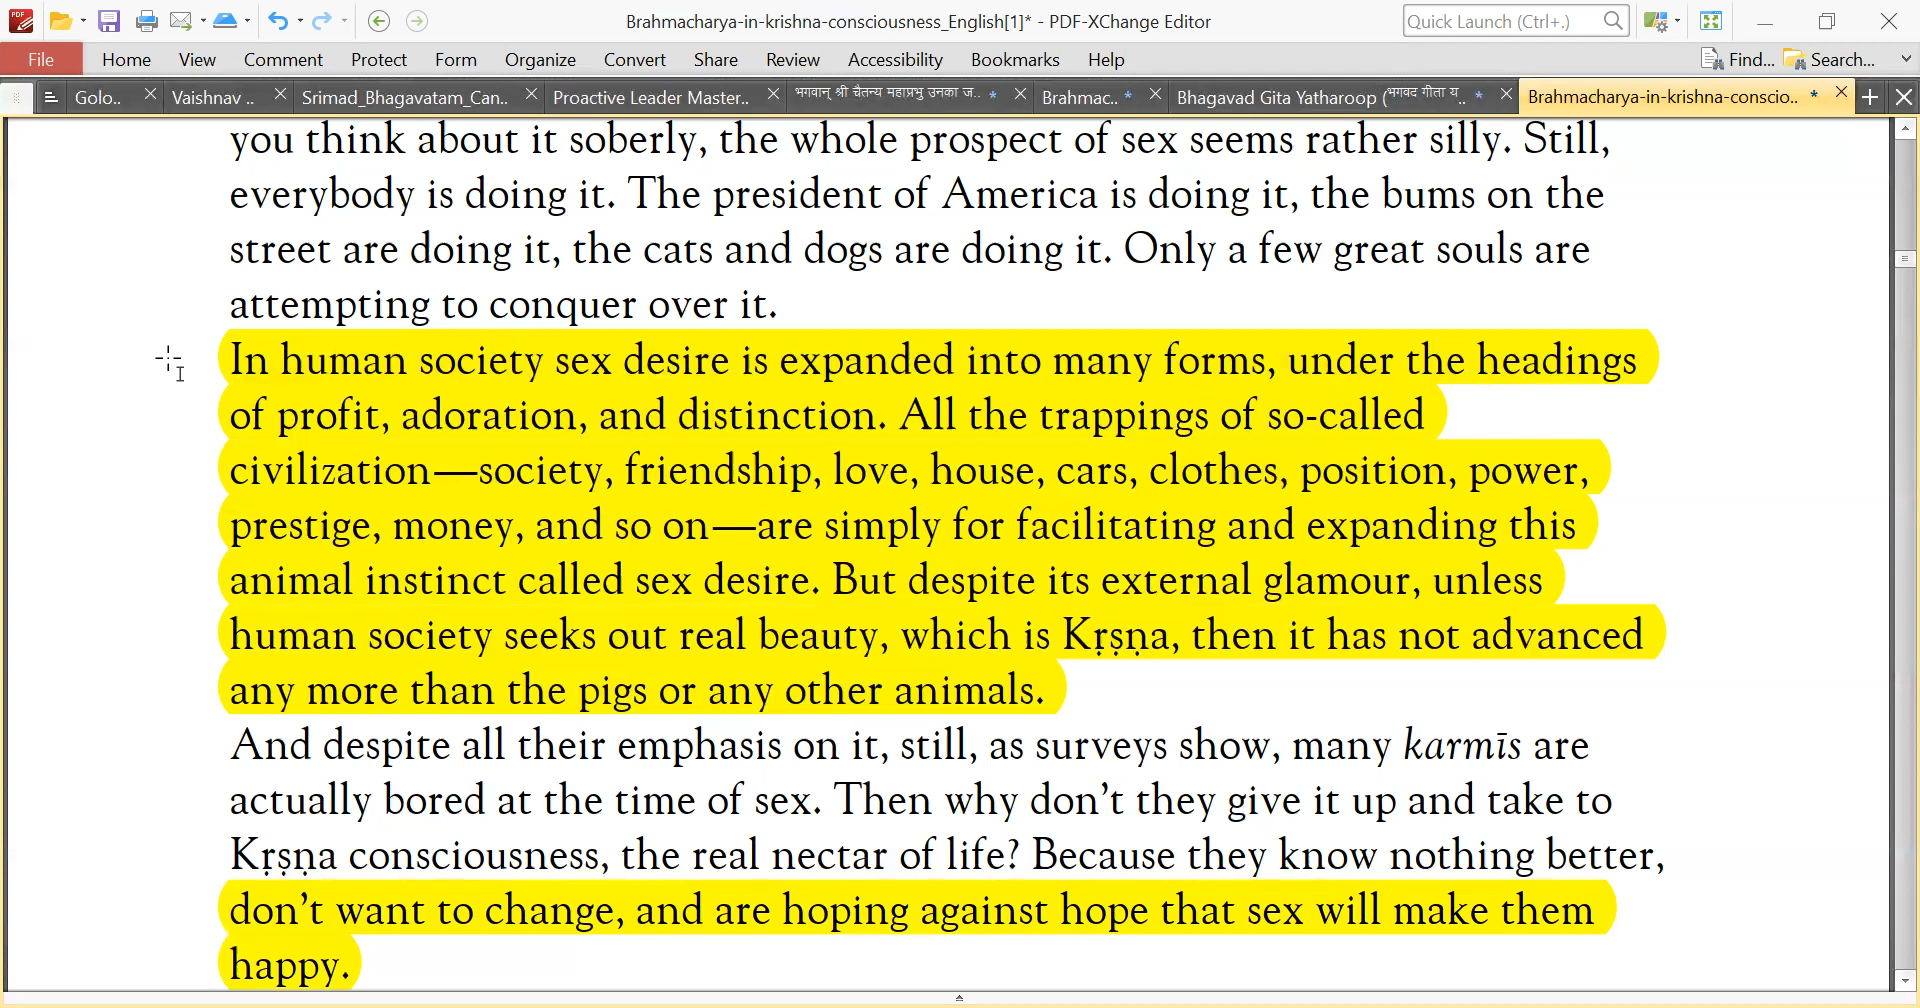 Brahmacharya-in-krishna-consciousness_English[1]* - PDF-XChange Editor
Quick Launch (Ctrl+.)
File Home View Comment Protect Form Organize Convert Share Review Accessibility Bookmarks Help
Find... Search...
Golo.. Vaishnav .. Srimad_Bhagavatam_Can.. Proactive Leader Master.. भगवान् श्री चैतन्य महाप्रभु उनका ज.. * Brahmac.. * Bhagavad Gita Yatharoop (भगवद गीता य.. * Brahmacharya-in-krishna-conscio.. *
you think about it soberly, the whole prospect of sex seems rather silly. Still,
everybody is doing it. The president of America is doing it, the bums on the
street are doing it, the cats and dogs are doing it. Only a few great souls are
attempting to conquer over it.
In human society sex desire is expanded into many forms, under the headings
of profit, adoration, and distinction. All the trappings of so-called
civilization—society, friendship, love, house, cars, clothes, position, power,
prestige, money, and so on—are simply for facilitating and expanding this
animal instinct called sex desire. But despite its external glamour, unless
human society seeks out real beauty, which is Kṛṣṇa, then it has not advanced
any more than the pigs or any other animals.
And despite all their emphasis on it, still, as surveys show, many karmīs are
actually bored at the time of sex. Then why don't they give it up and take to
Kṛṣṇa consciousness, the real nectar of life? Because they know nothing better,
don't want to change, and are hoping against hope that sex will make them
happy.